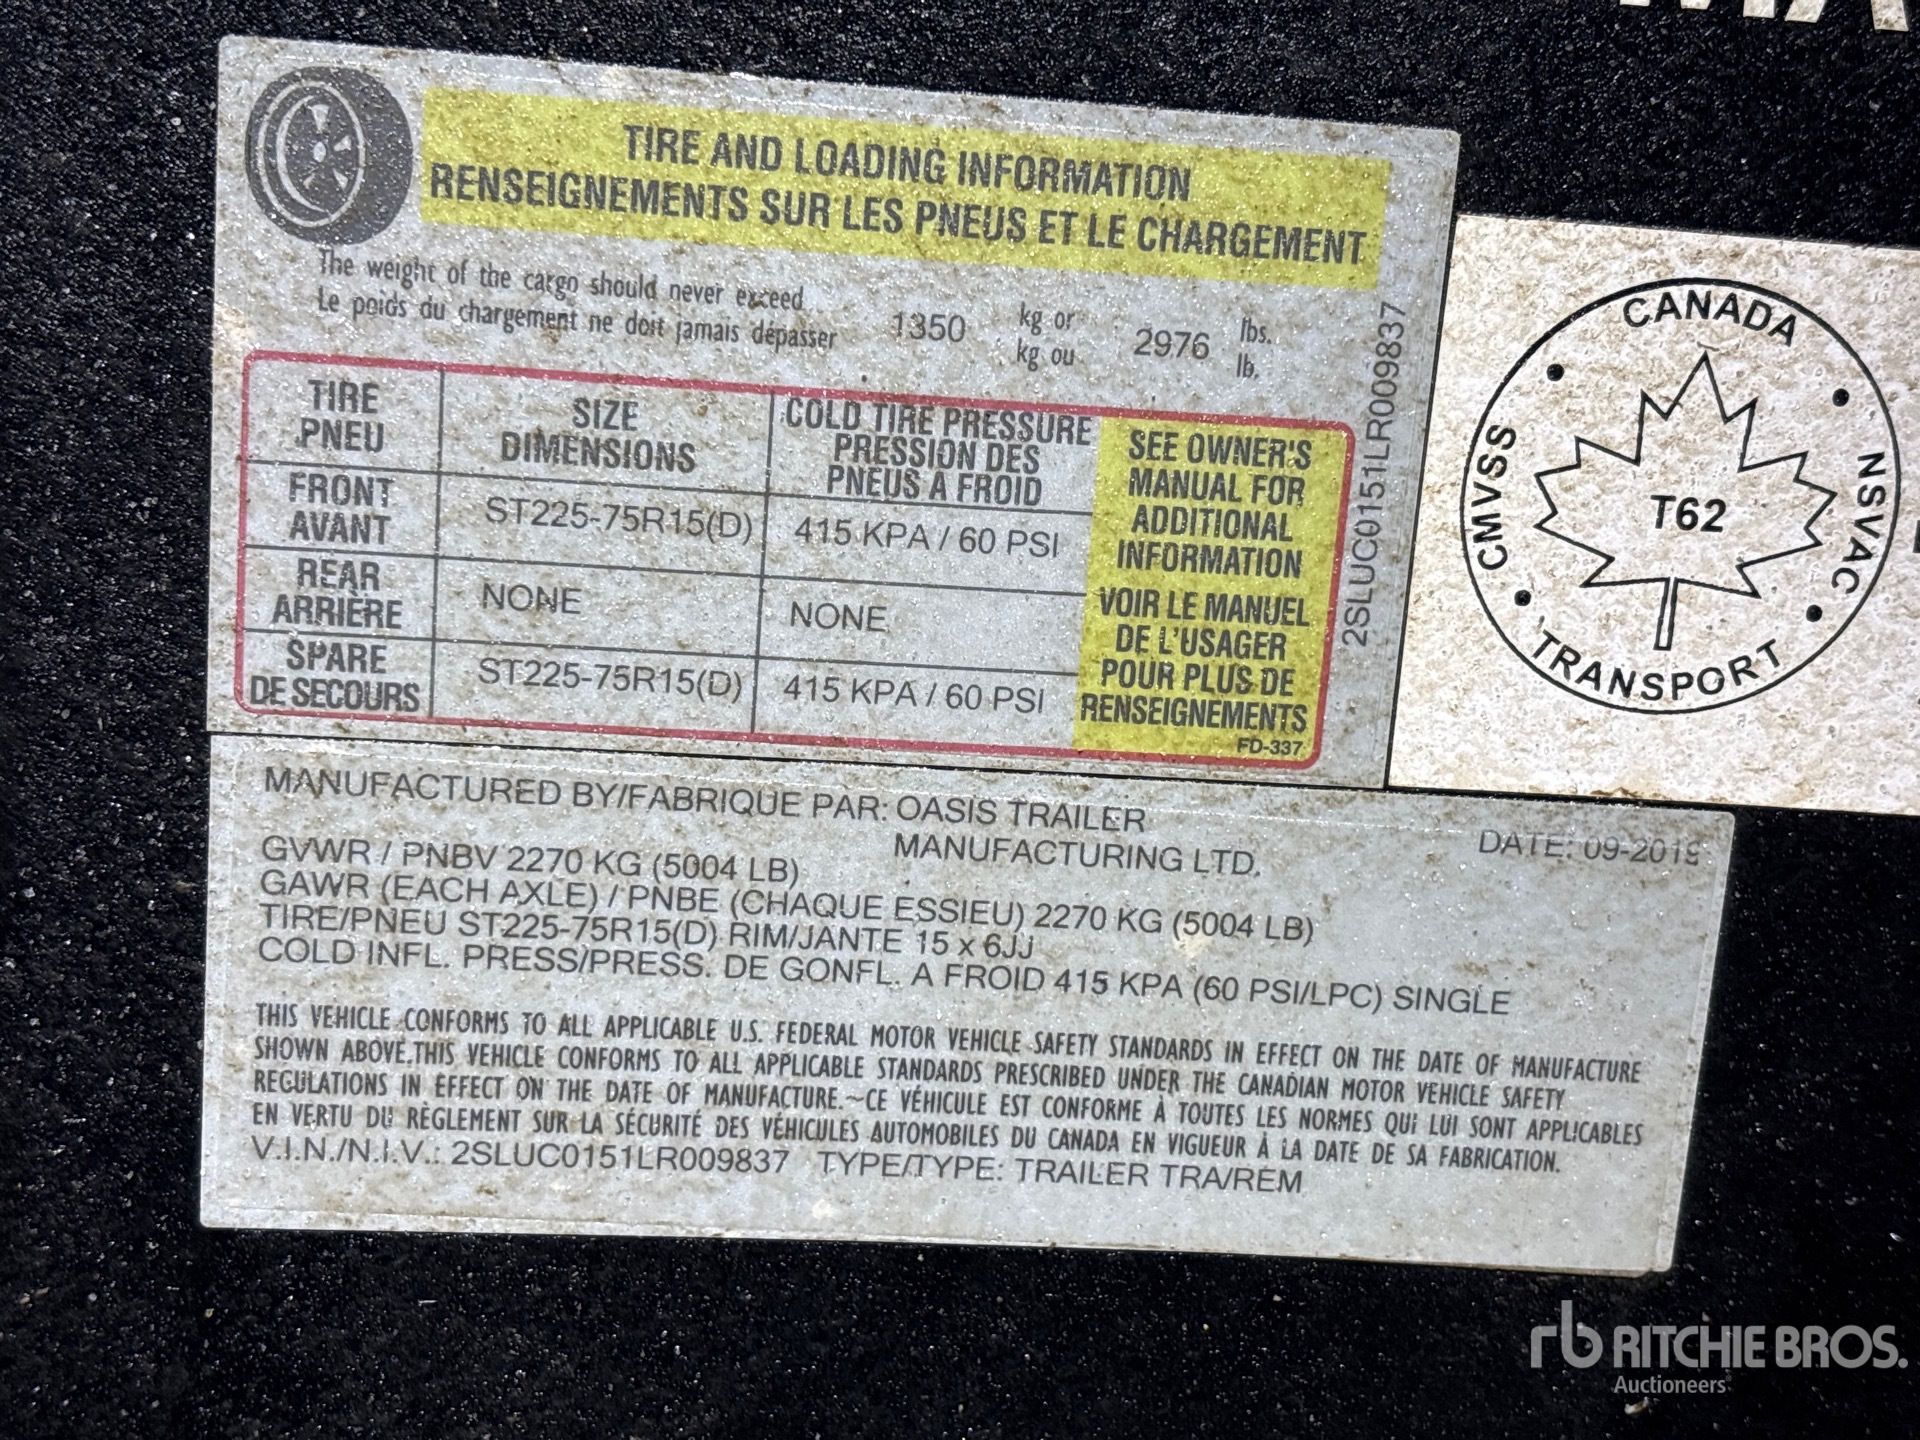 TIRE AND LOADING INFORMATION
RENSEIGNEMENTS SUR LES PNEUS ET LE CHARGEMENT
The weight of the cargo should never exceed
Le poids du chargement ne doit jamais dépasser
1350 kg or 2976 lbs.
kg ou lb.
TIRE
PNEU
SIZE
DIMENSIONS
COLD TIRE PRESSURE
PRESSION DES
PNEUS A FROID
FRONT
AVANT
ST225-75R15(D)
415 KPA / 60 PSI
REAR
ARRIÈRE
NONE
NONE
SPARE
DE SECOURS
ST225-75R15(D)
415 KPA / 60 PSI
SEE OWNER'S
MANUAL FOR
ADDITIONAL
INFORMATION
VOIR LE MANUEL
DE L'USAGER
POUR PLUS DE
RENSEIGNEMENTS
FD-337
2SLUC0151LR009837
CANADA
CMVSS
NSVAC
T62
TRANSPORT
MANUFACTURED BY/FABRIQUE PAR: OASIS TRAILER
MANUFACTURING LTD.
DATE: 09-2019
GVWR / PNBV 2270 KG (5004 LB)
GAWR (EACH AXLE) / PNBE (CHAQUE ESSIEU) 2270 KG (5004 LB)
TIRE/PNEU ST225-75R15(D) RIM/JANTE 15 x 6JJ
COLD INFL. PRESS/PRESS. DE GONFL. A FROID 415 KPA (60 PSI/LPC) SINGLE
THIS VEHICLE CONFORMS TO ALL APPLICABLE U.S. FEDERAL MOTOR VEHICLE SAFETY STANDARDS IN EFFECT ON THE DATE OF MANUFACTURE
SHOWN ABOVE.THIS VEHICLE CONFORMS TO ALL APPLICABLE STANDARDS PRESCRIBED UNDER THE CANADIAN MOTOR VEHICLE SAFETY
REGULATIONS IN EFFECT ON THE DATE OF MANUFACTURE.~CE VÉHICULE EST CONFORME À TOUTES LES NORMES QUI LUI SONT APPLICABLES
EN VERTU DU RÈGLEMENT SUR LA SÉCURITÉ DES VÉHICULES AUTOMOBILES DU CANADA EN VIGUEUR À LA DATE DE SA FABRICATION.
V.I.N./N.I.V.: 2SLUC0151LR009837 TYPE/TYPE: TRAILER TRA/REM
rb RITCHIE BROS.
Auctioneers